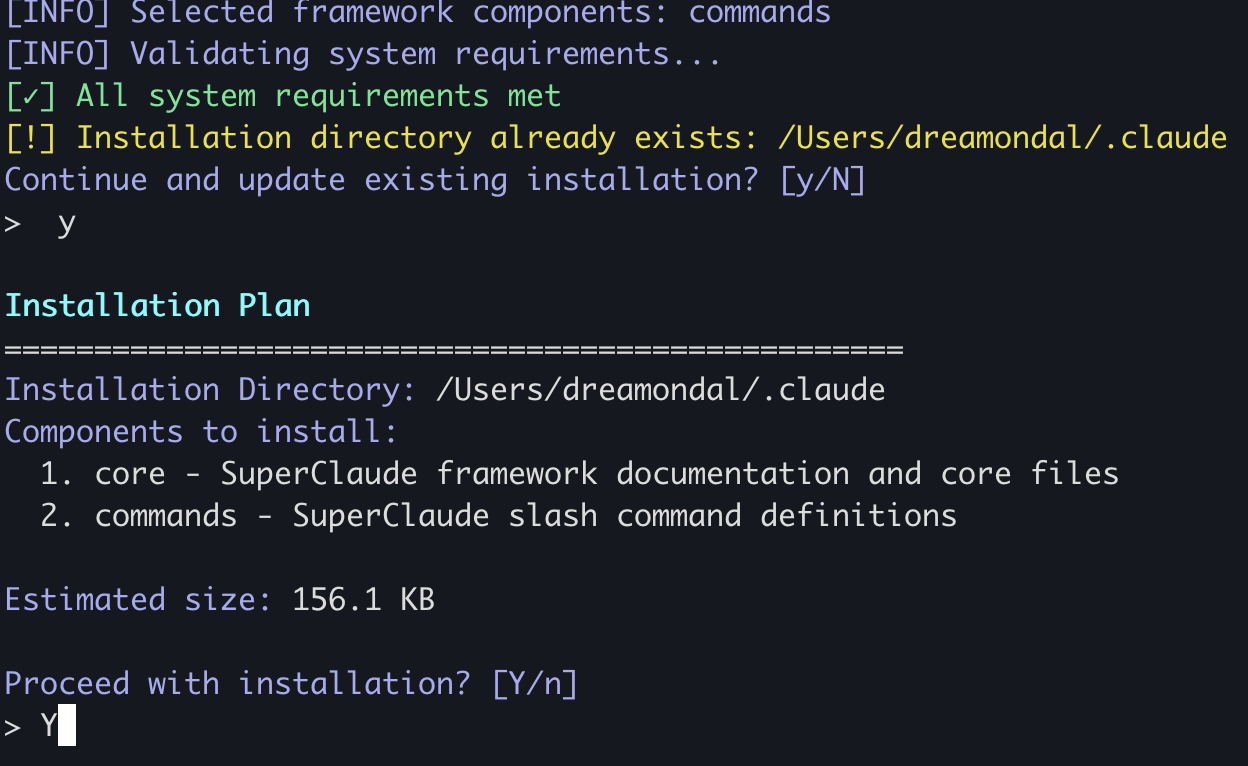 [INFO] Selected framework components: commands
[INFO] Validating system requirements...
[✓] All system requirements met
[!] Installation directory already exists: /Users/dreamondal/.claude
Continue and update existing installation? [y/N]
>  y
Installation Plan
==================================================
Installation Directory: /Users/dreamondal/.claude
Components to install:
  1. core - SuperClaude framework documentation and core files
  2. commands - SuperClaude slash command definitions
Estimated size: 156.1 KB
Proceed with installation? [Y/n]
> Y